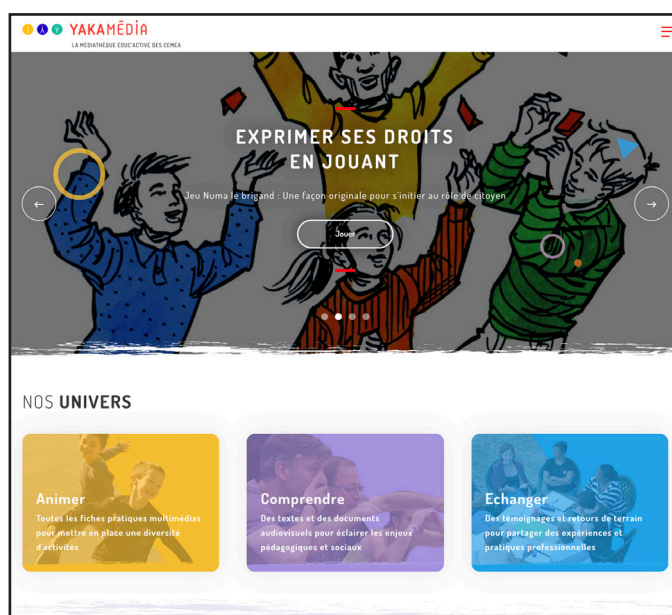 YAKAMĒDİA
LA MÉDIATHÈQUE ÉDUC'ACTIVE DES CEMÉA
EXPRIMER SES DROITS
EN JOUANT
Jeu Numa le brigand : Une façon originale pour s'initier au rôle de citoyen
Jouer
NOS UNIVERS
Animer
Toutes les fiches pratiques multimédias
pour mettre en place une diversité
d'activités
Comprendre
Des textes et des documents
audiovisuels pour éclairer les enjeux
pédagogiques et sociaux
Echanger
Des témoignages et retours de terrain
pour partager des expériences et
pratiques professionnelles